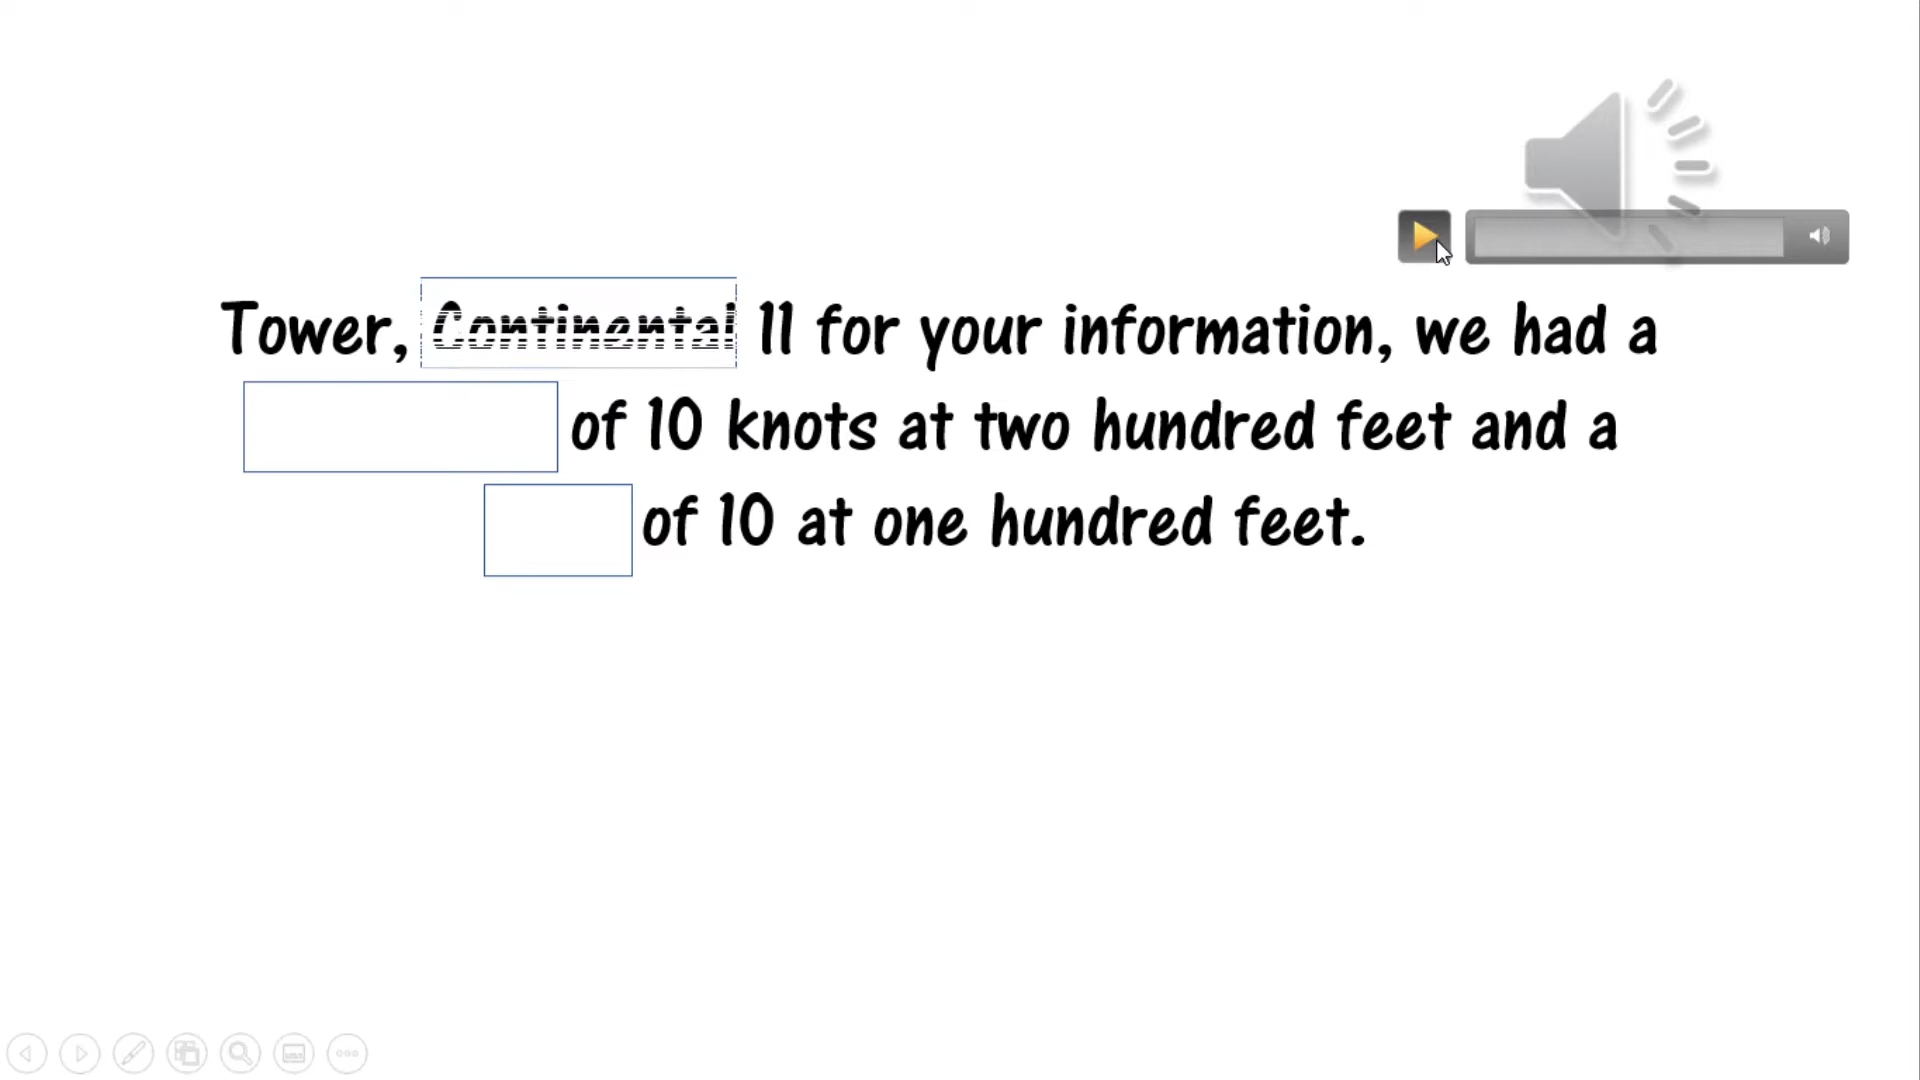 Tower, Continental 11 for your information, we had a
of 10 knots at two hundred feet and a
of 10 at one hundred feet.